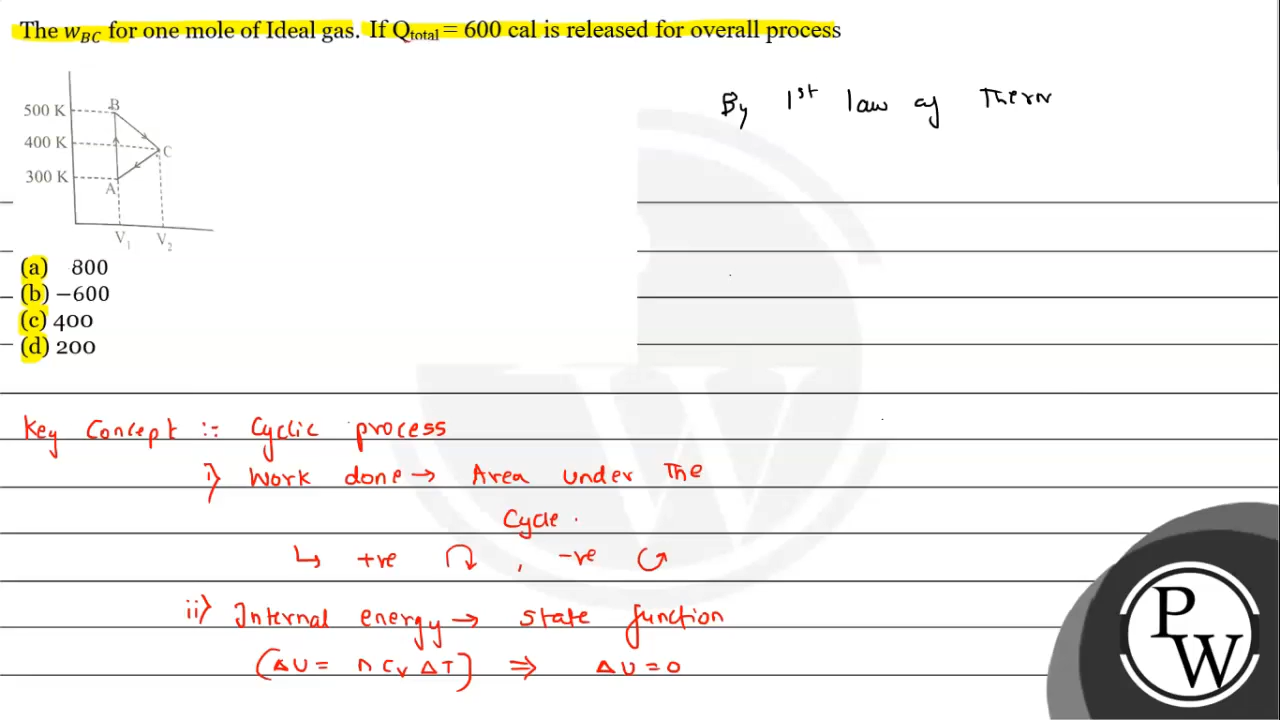 The w_BC for one mole of Ideal gas. If Q_total = 600 cal is released for overall process
By 1st law of Therm
500 K
B
400 K
C
300 K
A
V₁ V₂
(a) 800
(b) −600
(c) 400
(d) 200
Key Concept :- Cyclic process
i) Work done → Area under the
Cycle .
↳ +ve ↷ , -ve ↺
ii) Internal energy → state function
(ΔU = n Cv ΔT) ⇒ ΔU = 0
P
W